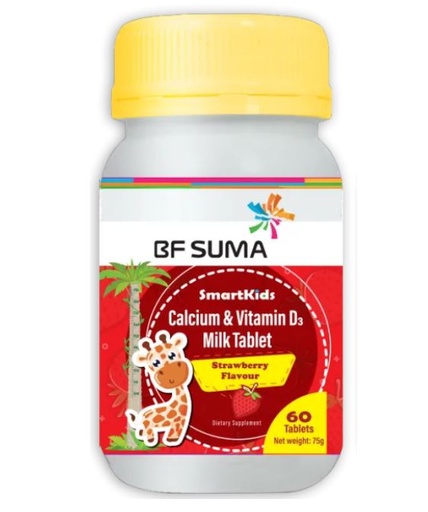 BF SUMA
SmartKids
Calcium & Vitamin D₃
Milk Tablet
Strawberry
Flavour
60
Tablets
Net weight: 75g
Dietary Supplement